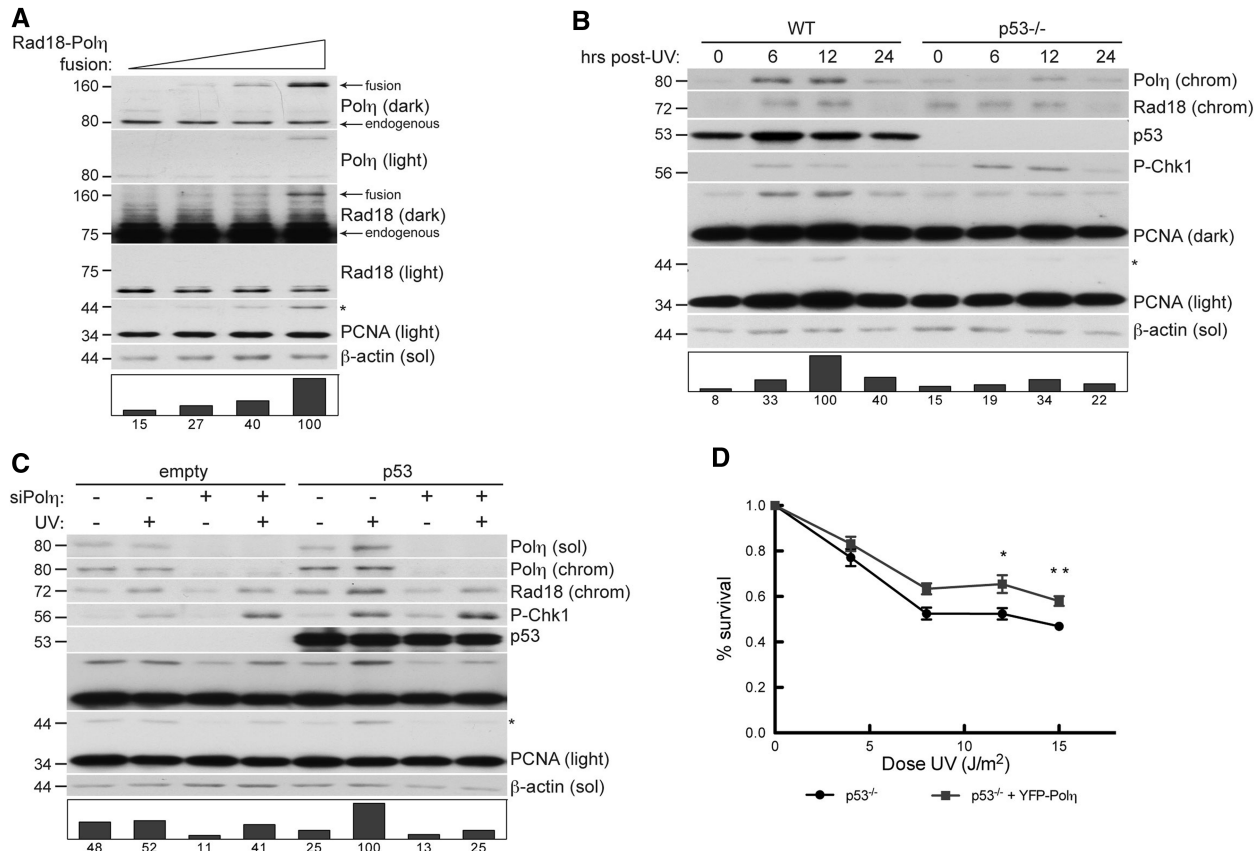 A
Rad18-Polη fusion:
160
fusion
Polη (dark)
80
endogenous
Polη (light)
80
160
fusion
Rad18 (dark)
75
endogenous
75
Rad18 (light)
44
*
34
PCNA (light)
44
β-actin (sol)
15 27 40 100
B
WT p53-/-
hrs post-UV: 0 6 12 24 0 6 12 24
80
Polη (chrom)
72
Rad18 (chrom)
53
p53
56
P-Chk1
PCNA (dark)
44
*
34
PCNA (light)
44
β-actin (sol)
8 33 100 40 15 19 34 22
C
empty p53
siPolη: - - + + - - + +
UV: - + - + - + - +
80
Polη (sol)
80
Polη (chrom)
72
Rad18 (chrom)
56
P-Chk1
53
p53
44
*
34
PCNA (light)
44
β-actin (sol)
48 52 11 41 25 100 13 25
D
% survival
1.0
0.8
0.6
0.4
0.2
0.0
*
* *
0 5 10 15
Dose UV (J/m²)
p53-/- p53-/- + YFP-Polη